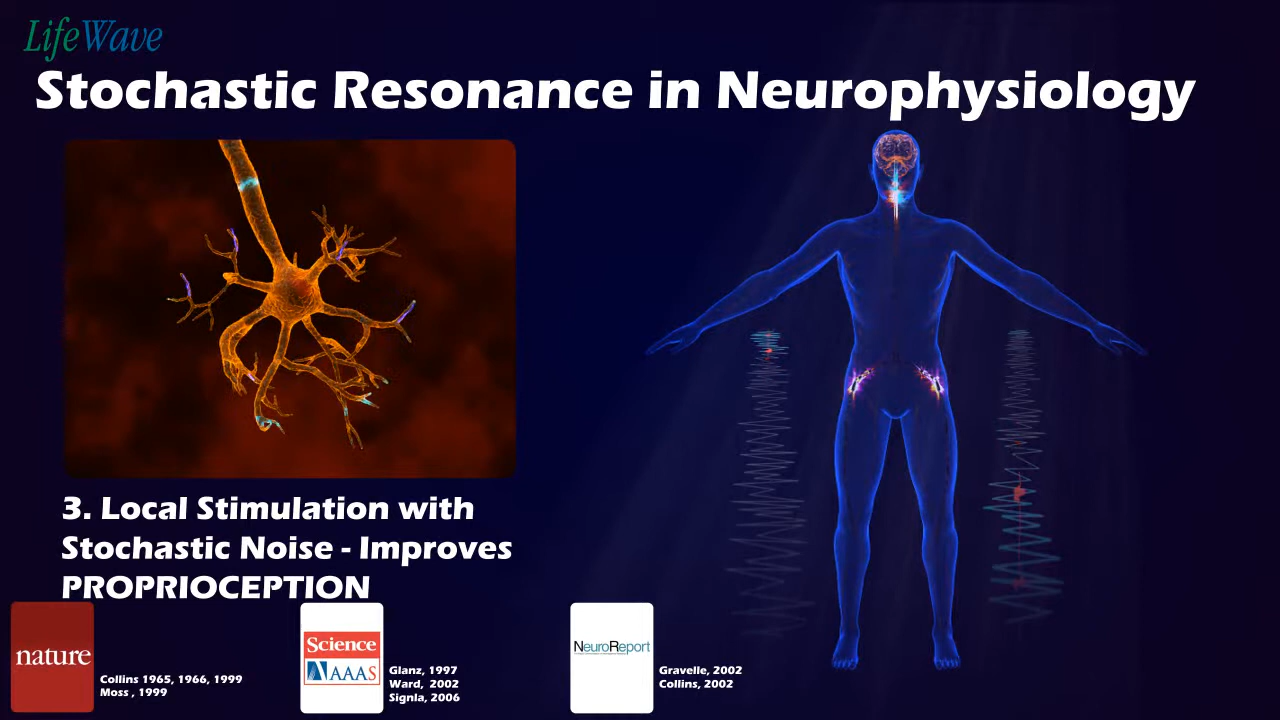 LifeWave
Stochastic Resonance in Neurophysiology
3. Local Stimulation with
Stochastic Noise - Improves
PROPRIOCEPTION
nature
Collins 1965, 1966, 1999
Moss , 1999
Science
AAAS
Glanz, 1997
Ward, 2002
Signla, 2006
NeuroReport
Gravelle, 2002
Collins, 2002